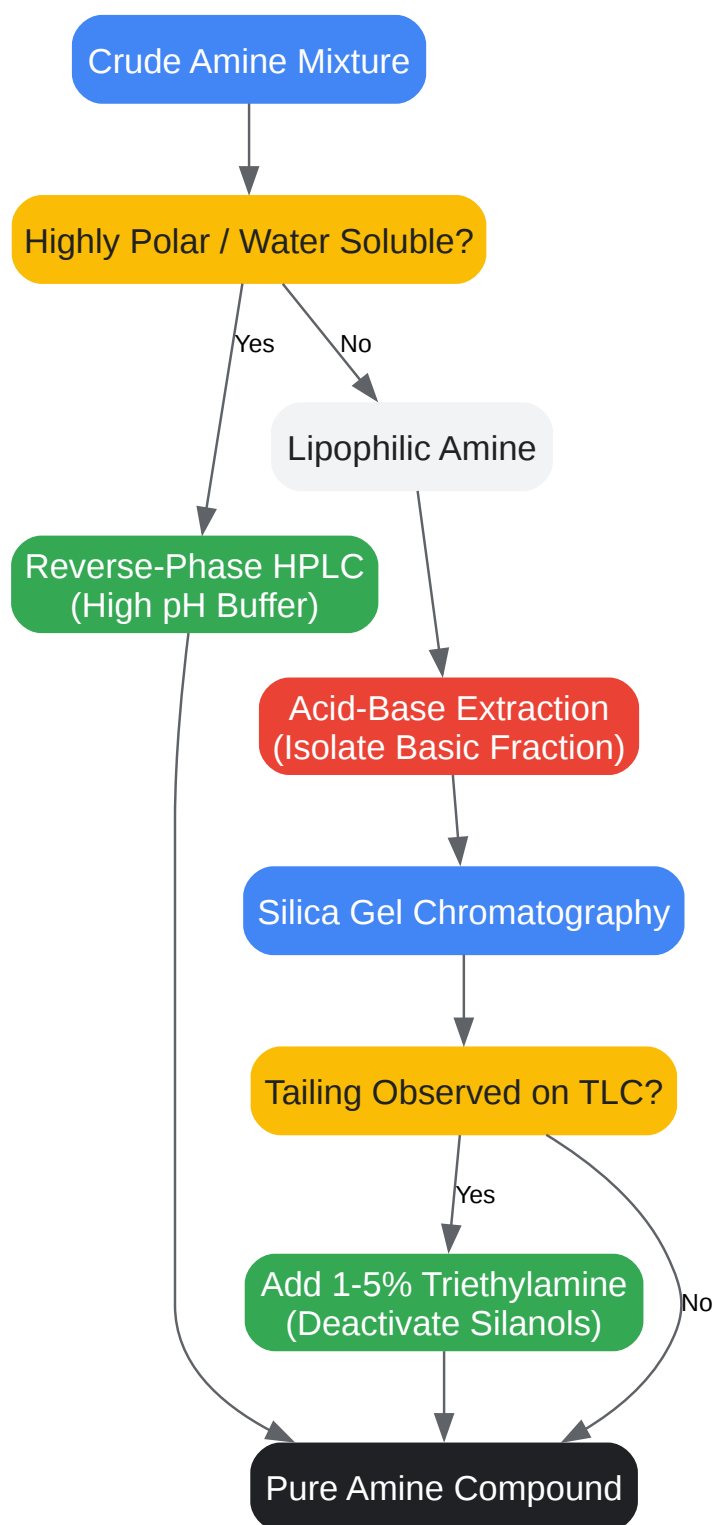 Crude Amine Mixture
Highly Polar / Water Soluble?
Yes
No
Lipophilic Amine
Reverse-Phase HPLC
(High pH Buffer)
Acid-Base Extraction
(Isolate Basic Fraction)
Silica Gel Chromatography
Tailing Observed on TLC?
Yes
Add 1-5% Triethylamine
(Deactivate Silanols)
No
Pure Amine Compound